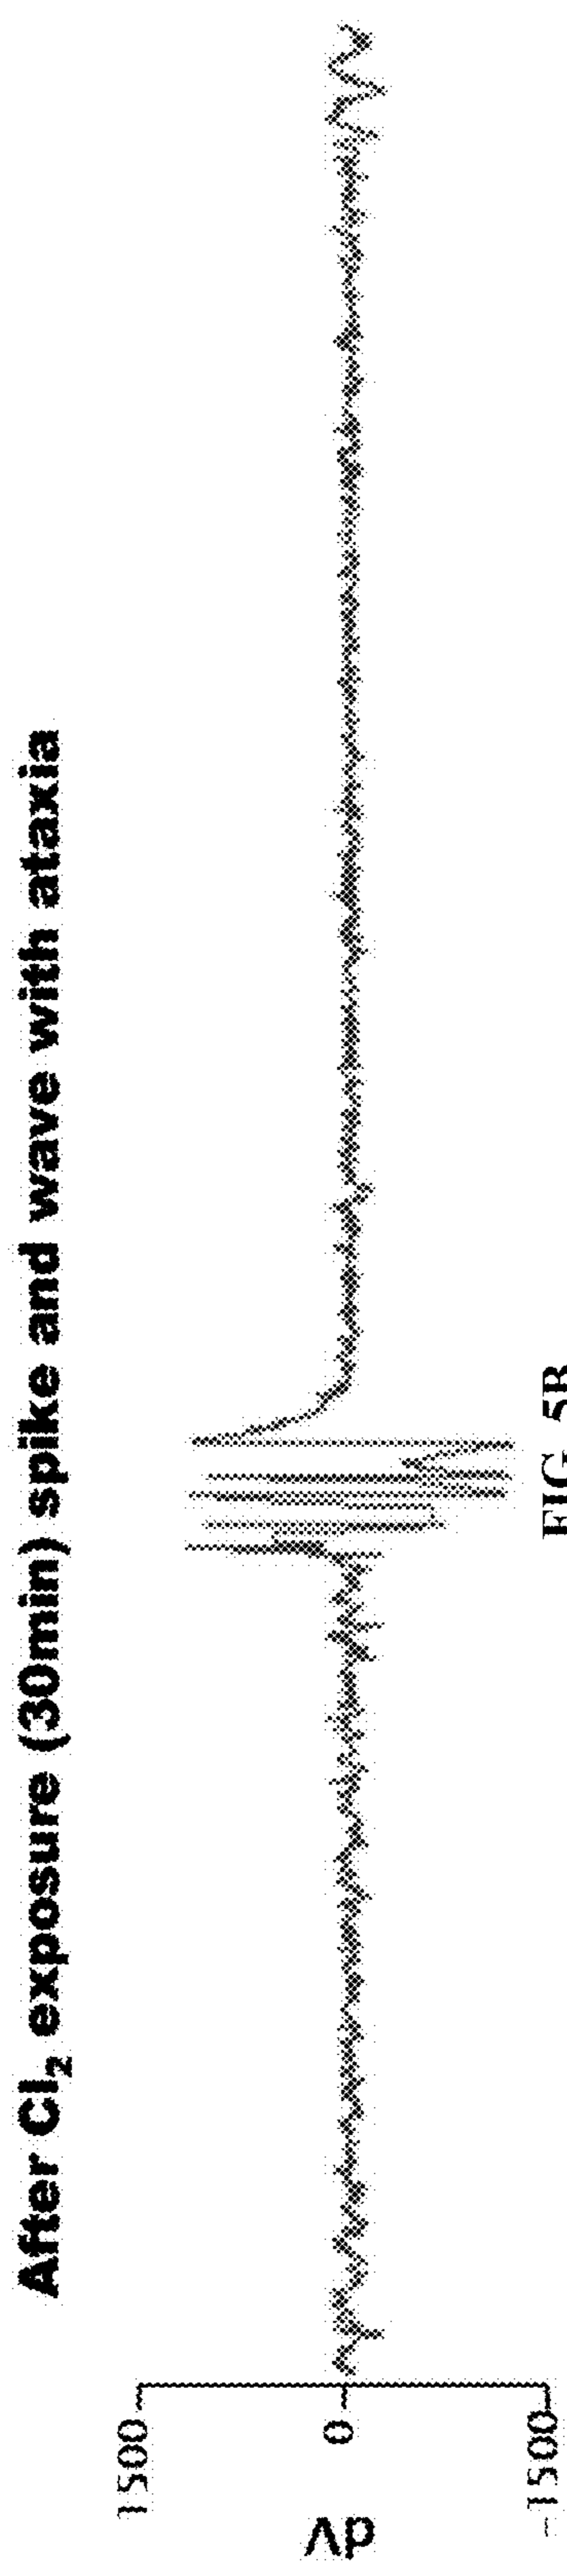 After Cl₂ exposure (30min) spike and wave with ataxia
1500
0
-1500
dV
FIG. 5B